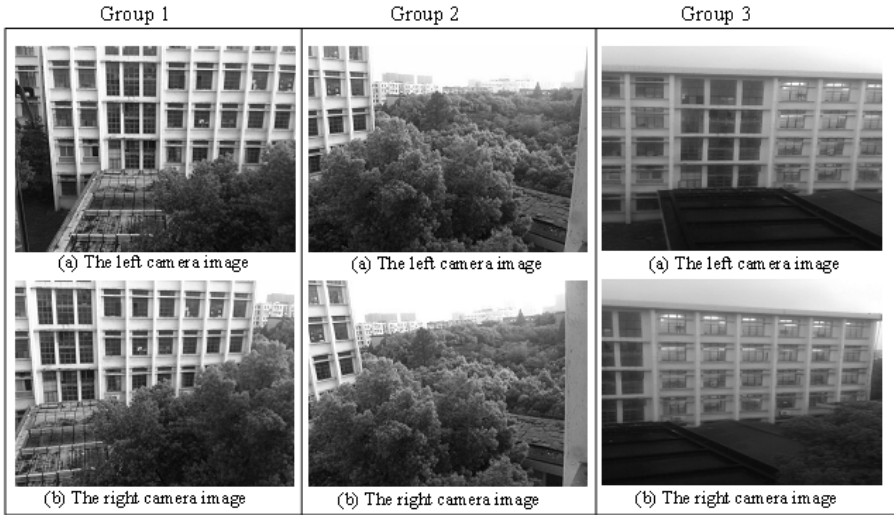 Group 1
Group 2
Group 3
(a) The left camera image
(a) The left camera image
(a) The left camera image
(b) The right camera image
(b) The right camera image
(b) The right camera image